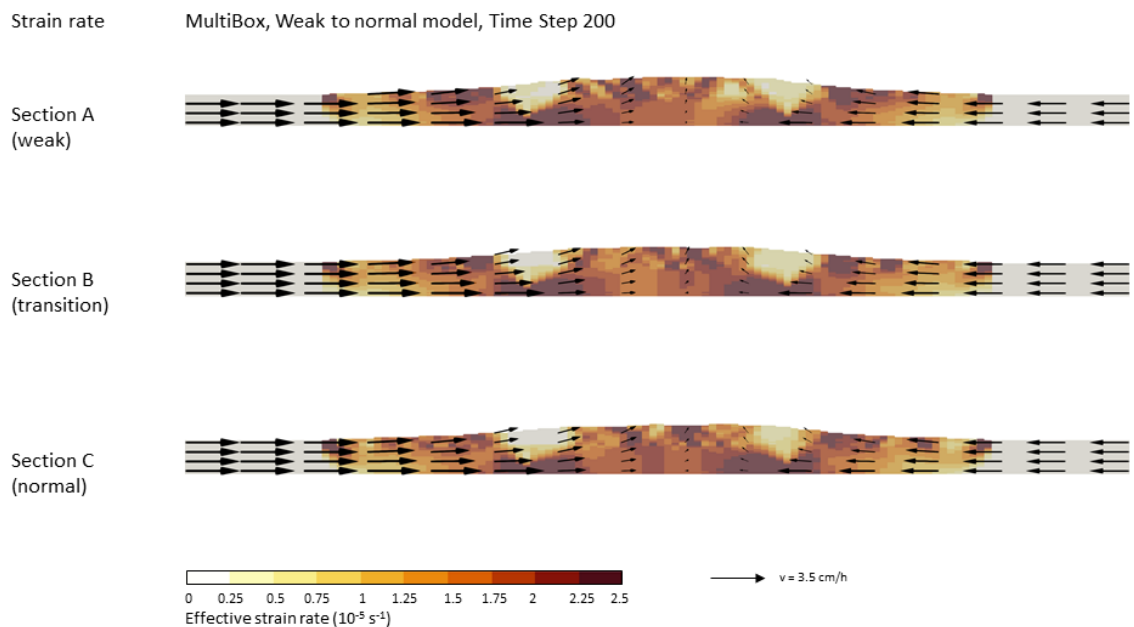 Strain rate
MultiBox, Weak to normal model, Time Step 200
Section A
(weak)
Section B
(transition)
Section C
(normal)
0 0.25 0.5 0.75 1 1.25 1.5 1.75 2 2.25 2.5
Effective strain rate (10⁻⁵ s⁻¹)
v = 3.5 cm/h